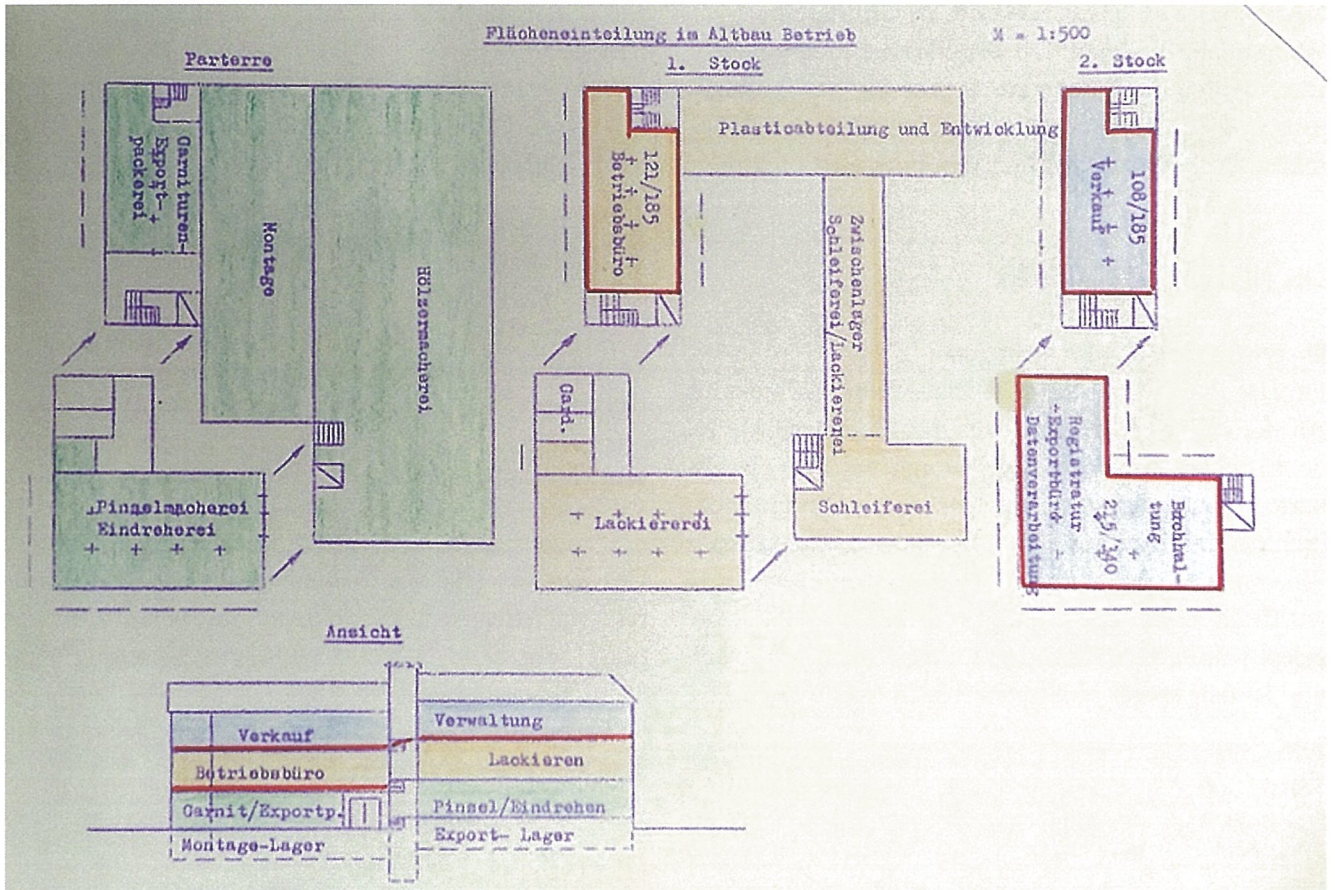 Flächeneinteilung im Altbau Betrieb
M = 1:500
Parterre
1. Stock
2. Stock
Garnituren-
Export-
packerei
Montage
Hölzermacherei
Pinselmacherei
Eindreherei
121/185
Betriebsbüro
Plasticabteilung und Entwicklung
Zwischenlager
Schleiferei/Lackiererei
Gard.
Lackiererei
Schleiferei
108/185
Verkauf
Buchhal-
tung
215/340
Registratur
Exportbüro
Datenverarbeitung
Ansicht
Verkauf
Betriebsbüro
Garnit/Exportp.
Montage-Lager
Verwaltung
Lackieren
Pinsel/Eindrehen
Export- Lager